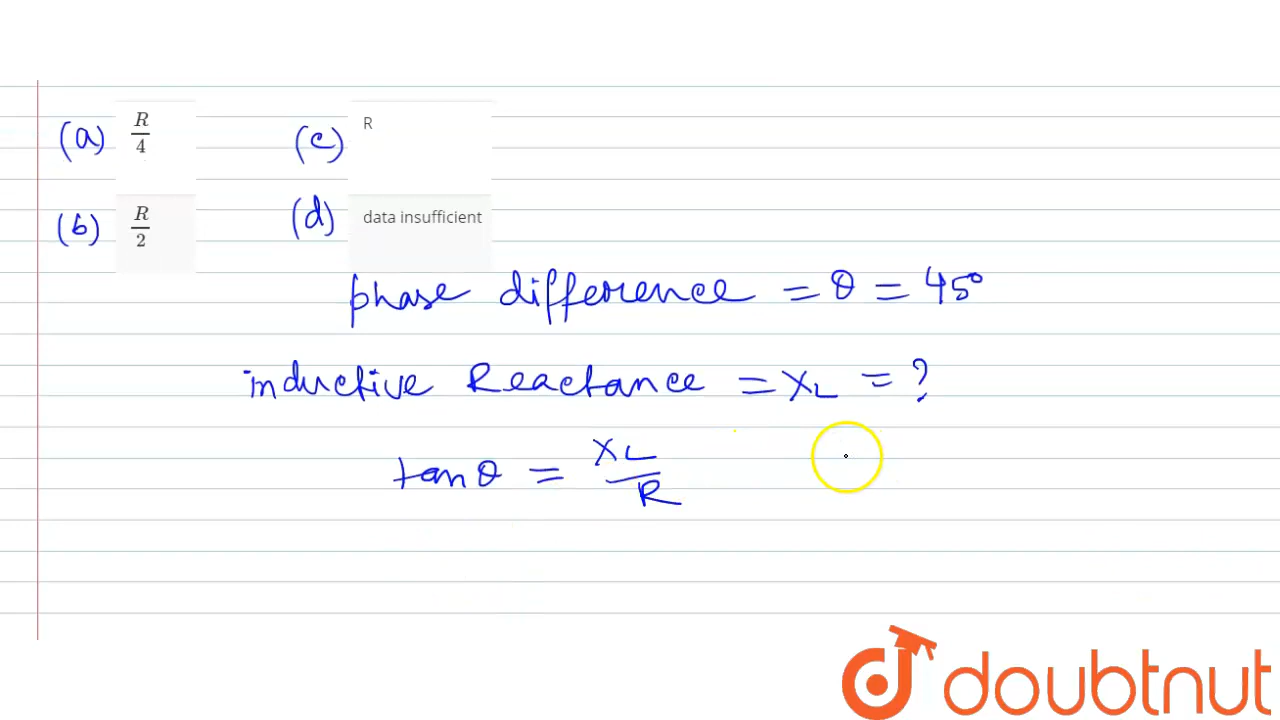 (a) R/4 (c) R
(b) R/2 (d) data insufficient
phase difference = θ = 45°
inductive Reactance = XL = ?
tanθ = XL/R
doubtnut